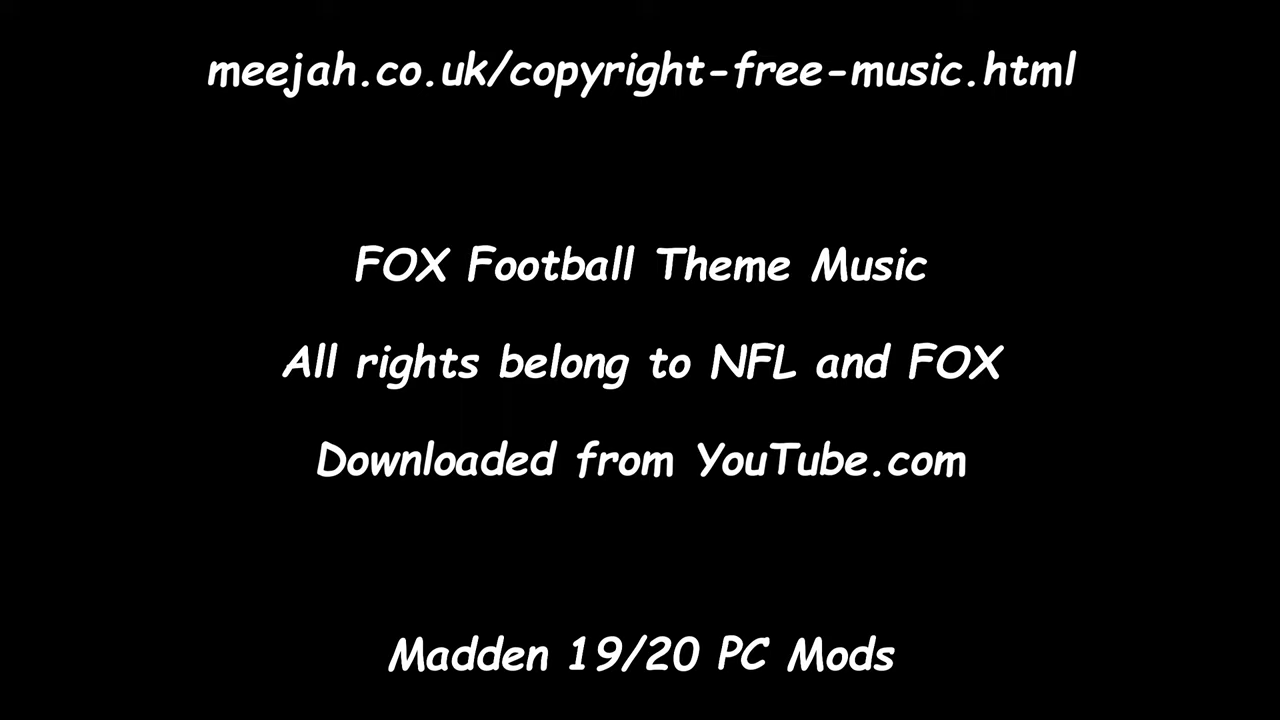 meejah.co.uk/copyright-free-music.html
FOX Football Theme Music
All rights belong to NFL and FOX
Downloaded from YouTube.com
Madden 19/20 PC Mods